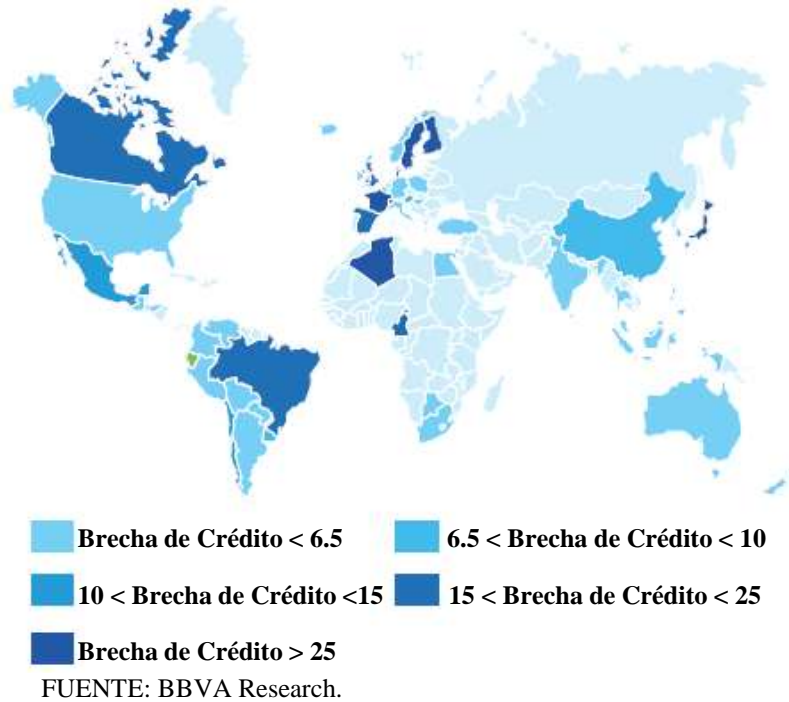 Brecha de Crédito < 6.5
6.5 < Brecha de Crédito < 10
10 < Brecha de Crédito <15
15 < Brecha de Crédito < 25
Brecha de Crédito > 25
FUENTE: BBVA Research.